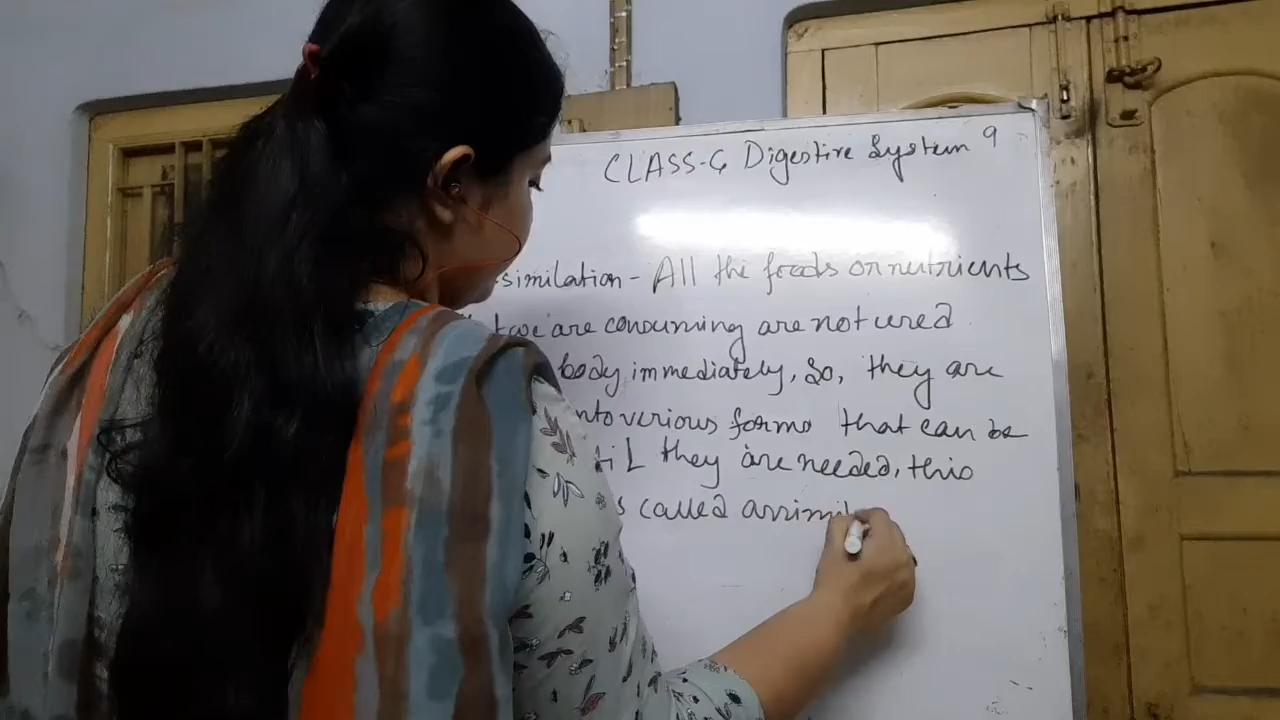 CLASS-6 Digestive System 9
similation - All the foods or nutrients
we are consuming are not used
body immediately, So, they are
nto verious forms that can be
til they are needed, this
s called assimil